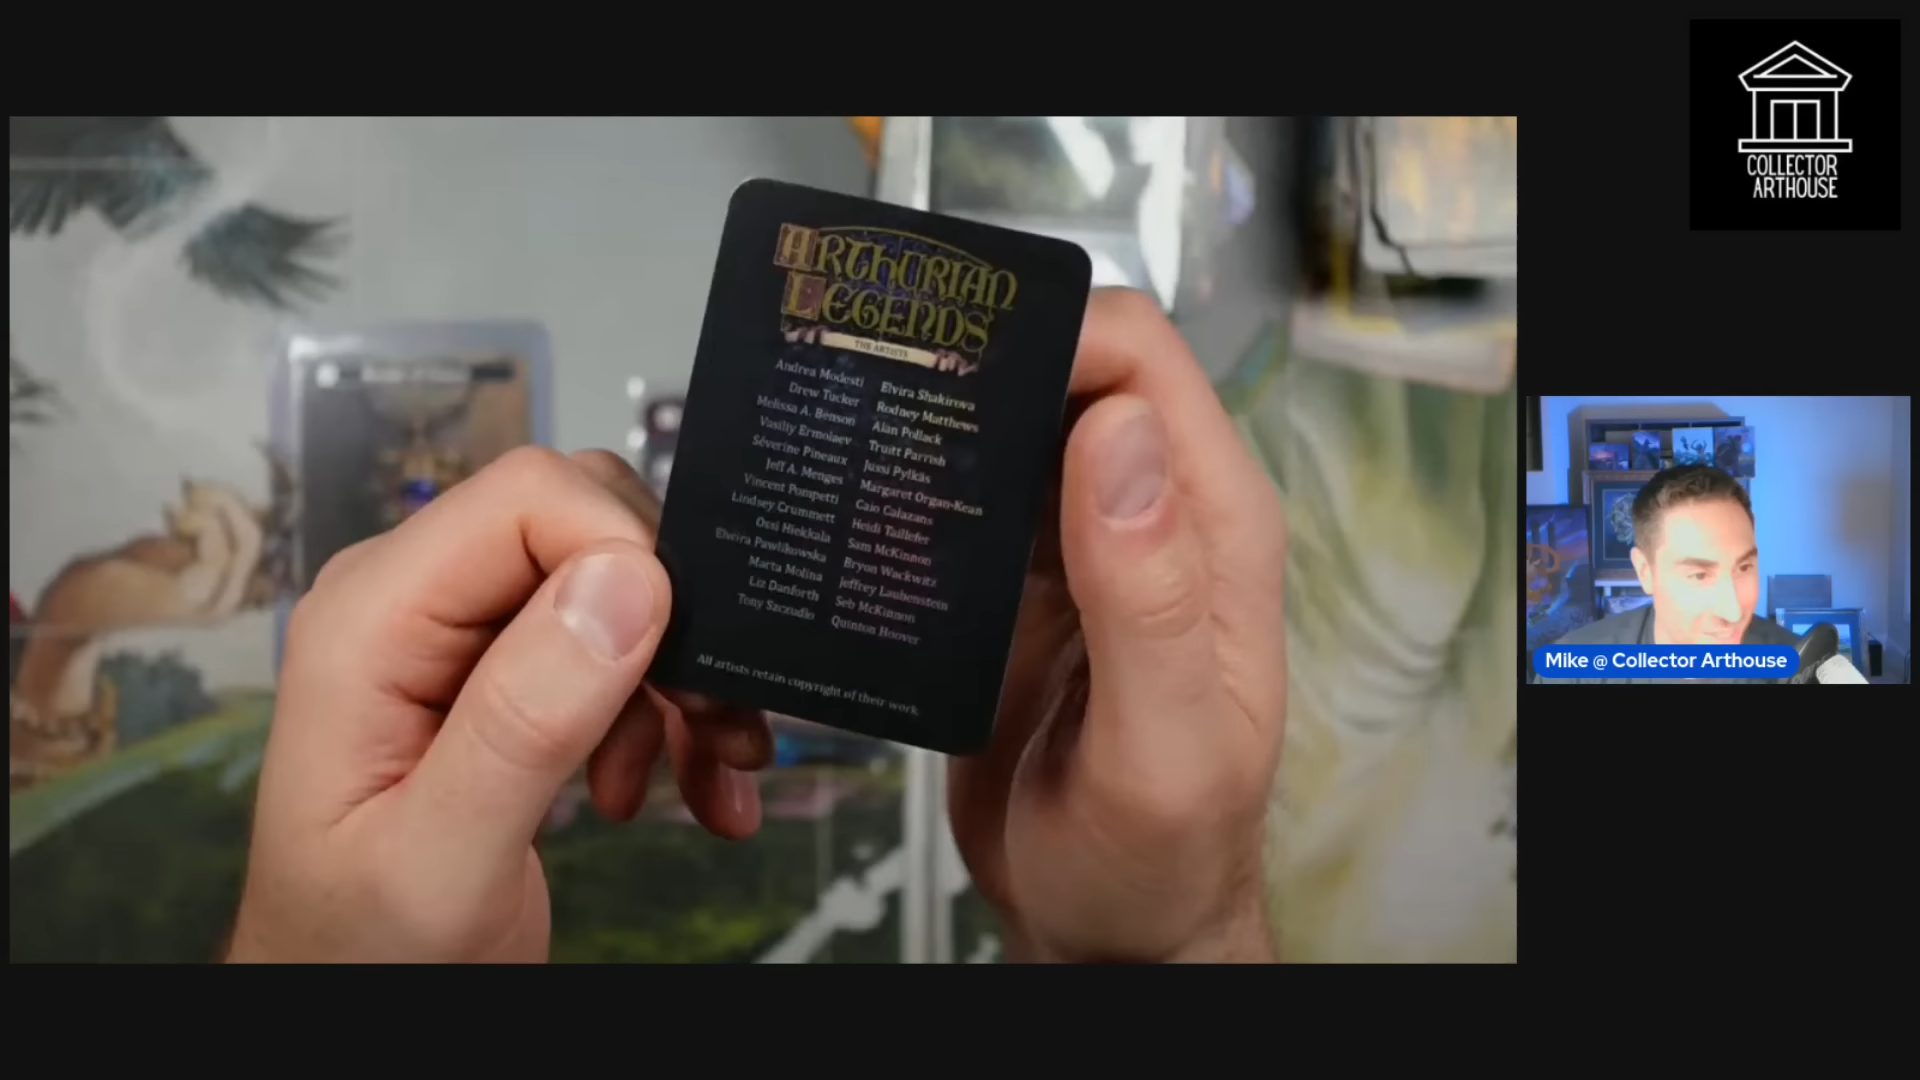 COLLECTOR
ARTHOUSE
ARTHURIAN
LEGENDS
THE ARTISTS
Andrea Modesti
Drew Tucker
Melissa A. Benson
Vasiliy Ermolaev
Séverine Pineaux
Jeff A. Menges
Vincent Pompetti
Lindsey Crummett
Ossi Hiekkala
Elwira Pawlikowska
Marta Molina
Liz Danforth
Tony Szczudlo
Elvira Shakirova
Rodney Matthews
Alan Pollack
Truitt Parrish
Jussi Pylkäs
Margaret Organ-Kean
Caio Calazans
Heidi Taillefer
Sam McKinnon
Bryon Wackwitz
Jeffrey Laubenstein
Seb McKinnon
Quinton Hoover
All artists retain copyright of their work.
Mike @ Collector Arthouse